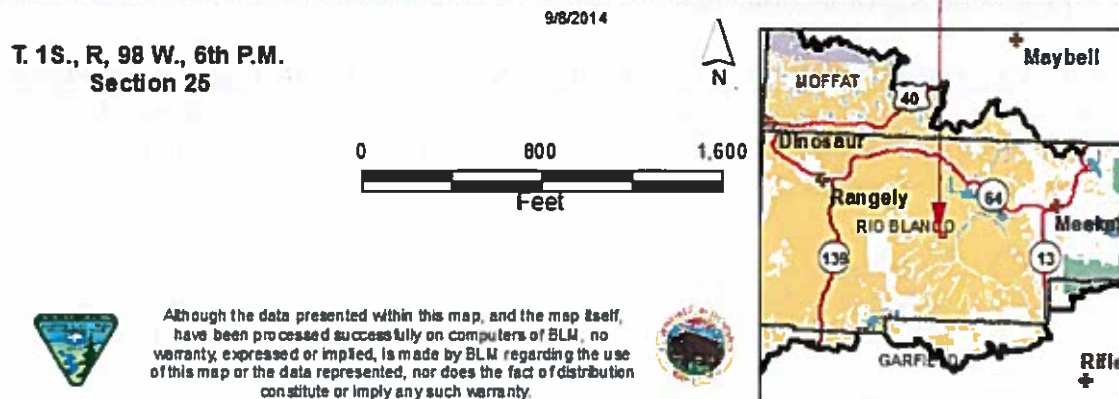 9/8/2014
T. 1S., R, 98 W., 6th P.M.
Section 25
N
0 800 1,600
Feet
Although the data presented within this map, and the map itself,
have been processed successfully on computers of BLM, no
warranty, expressed or implied, is made by BLM regarding the use
of this map or the data represented, nor does the fact of distribution
constitute or imply any such warranty.
Maybell
MOFFAT
40
Dinosaur
Rangely
64
RIO BLANCO
Meeker
139
13
GARFIELD
Rifle